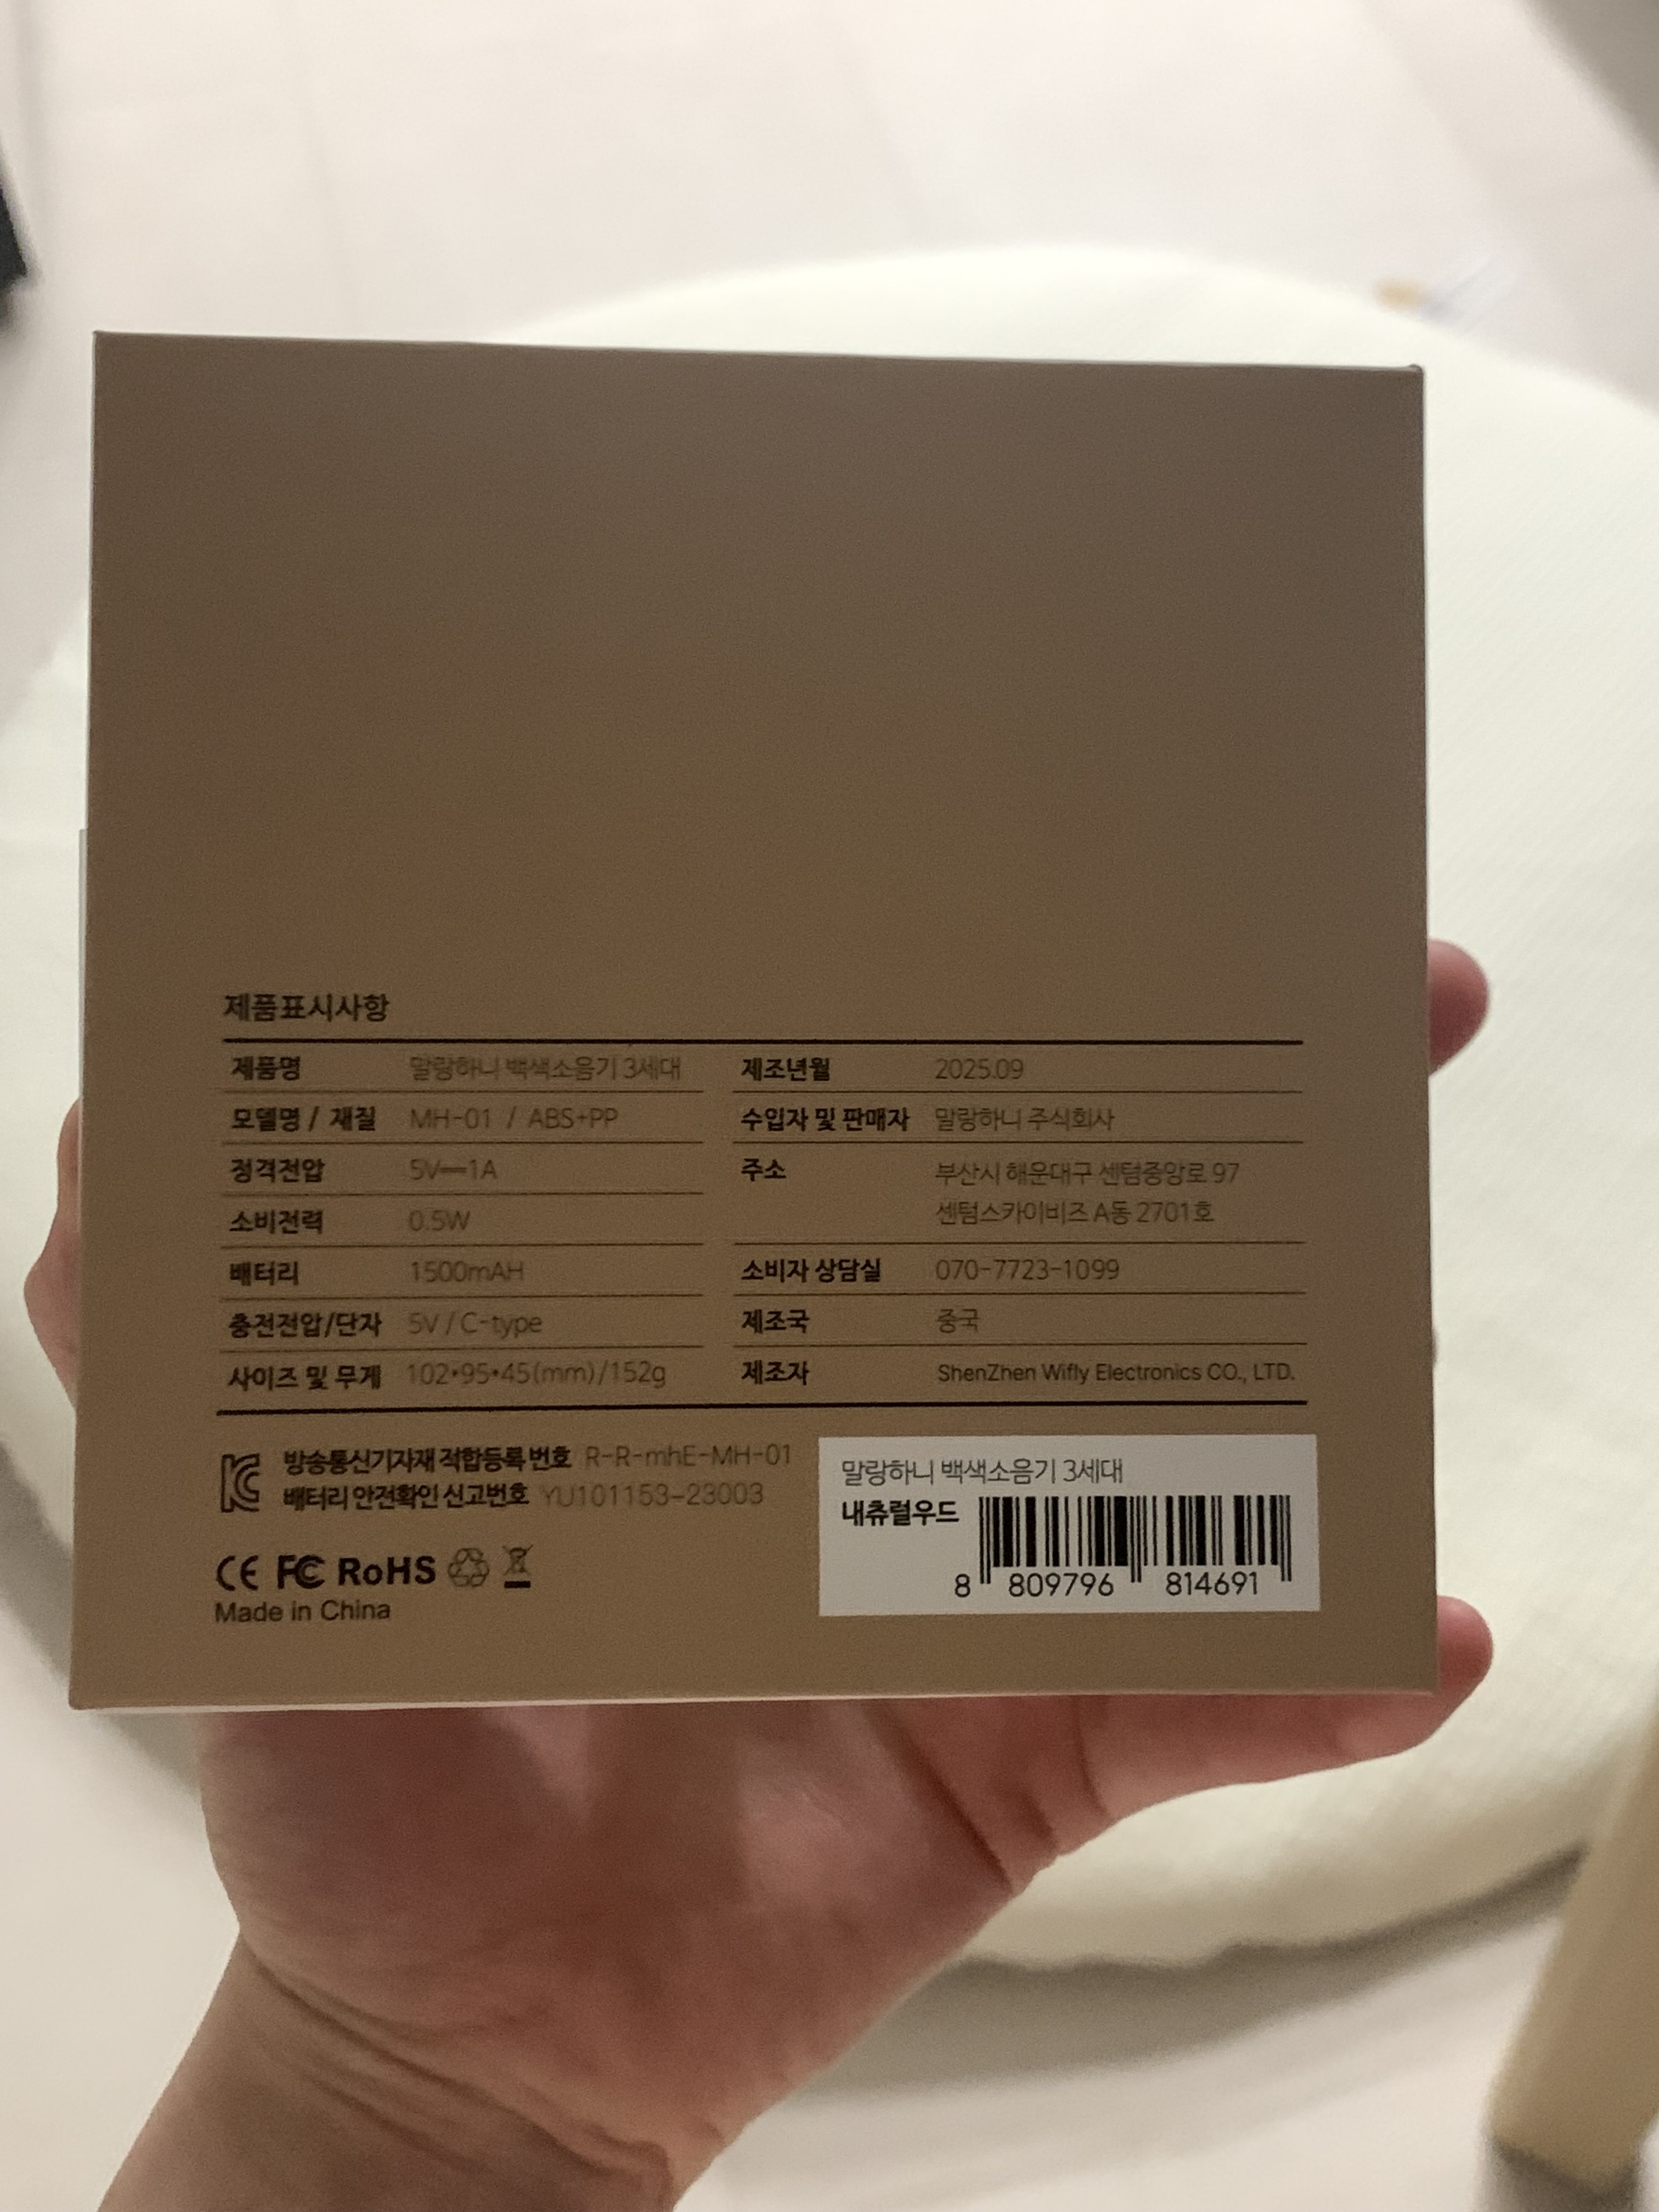 제품표시사항
제품명 말랑하니 백색소음기 3세대
모델명 / 재질 MH-01 / ABS+PP
정격전압 5V⎓1A
소비전력 0.5W
배터리 1500mAH
충전전압/단자 5V / C-type
사이즈 및 무게 102*95*45(mm)/152g
제조년월 2025.09
수입자 및 판매자 말랑하니 주식회사
주소 부산시 해운대구 센텀중앙로 97
센텀스카이비즈 A동 2701호
소비자 상담실 070-7723-1099
제조국 중국
제조자 ShenZhen Wifly Electronics CO., LTD.
방송통신기자재 적합등록 번호 R-R-mhE-MH-01
배터리 안전확인 신고번호 YU101153-23003
CE FC RoHS
Made in China
말랑하니 백색소음기 3세대
내츄럴우드
8 809796 814691